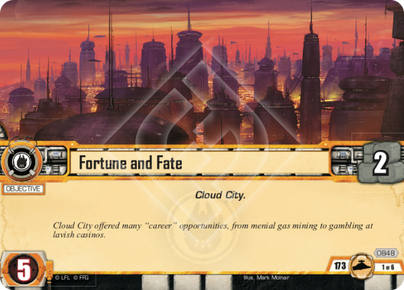 Fortune and Fate
2
OBJECTIVE
Cloud City.
Cloud City offered many “career” opportunities, from menial gas mining to gambling at
lavish casinos.
0848
5
173
1 of 6
© LFL © FFG
Illus. Mark Molnar